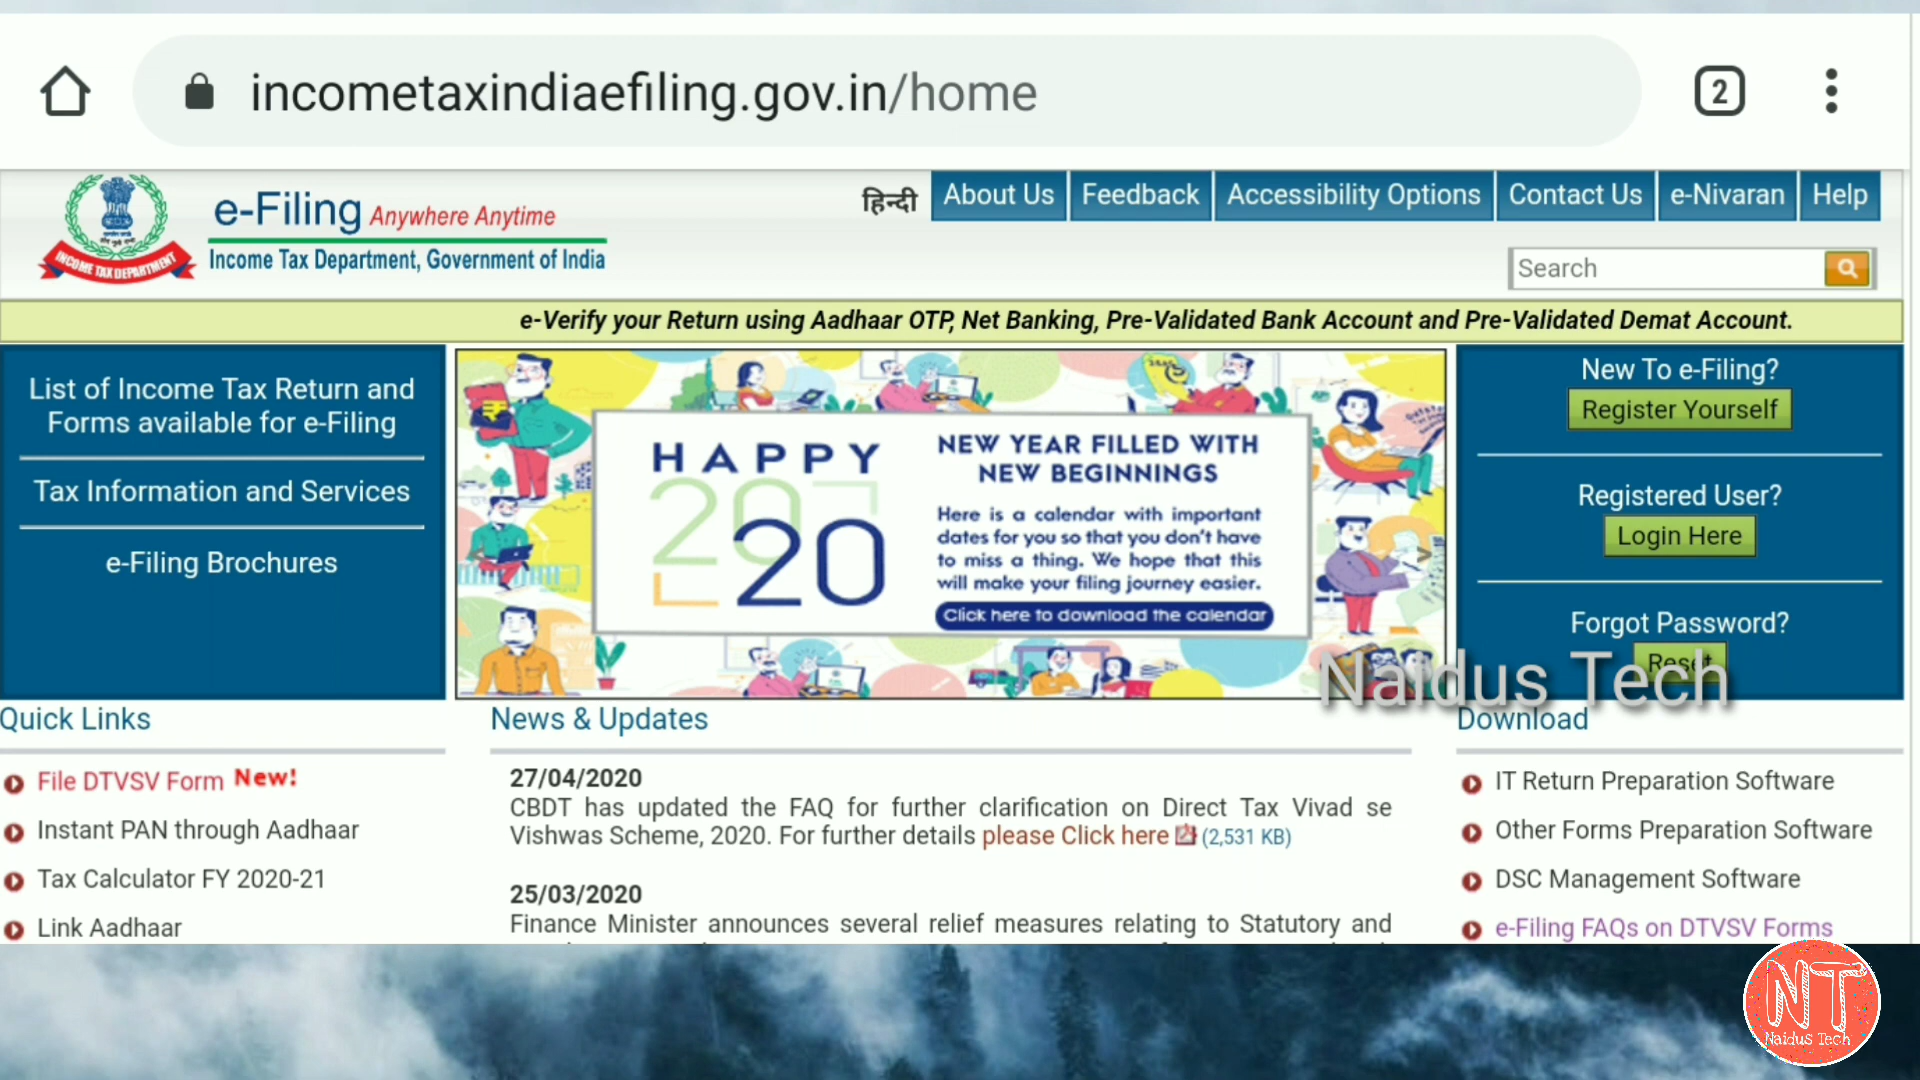 incometaxindiaefiling.gov.in/home
2
e-Filing Anywhere Anytime
Income Tax Department, Government of India
INCOME TAX DEPARTMENT
हिन्दी
About Us
Feedback
Accessibility Options
Contact Us
e-Nivaran
Help
Search
e-Verify your Return using Aadhaar OTP, Net Banking, Pre-Validated Bank Account and Pre-Validated Demat Account.
List of Income Tax Return and
Forms available for e-Filing
Tax Information and Services
e-Filing Brochures
HAPPY
20
20
NEW YEAR FILLED WITH
NEW BEGINNINGS
Here is a calendar with important
dates for you so that you don't have
to miss a thing. We hope that this
will make your filing journey easier.
Click here to download the calendar
New To e-Filing?
Register Yourself
Registered User?
Login Here
Forgot Password?
Reset
Naidus Tech
Quick Links
File DTVSV Form New!
Instant PAN through Aadhaar
Tax Calculator FY 2020-21
Link Aadhaar
News & Updates
27/04/2020
CBDT has updated the FAQ for further clarification on Direct Tax Vivad se
Vishwas Scheme, 2020. For further details please Click here (2,531 KB)
25/03/2020
Finance Minister announces several relief measures relating to Statutory and
Download
IT Return Preparation Software
Other Forms Preparation Software
DSC Management Software
e-Filing FAQs on DTVSV Forms
NT
Naidus Tech